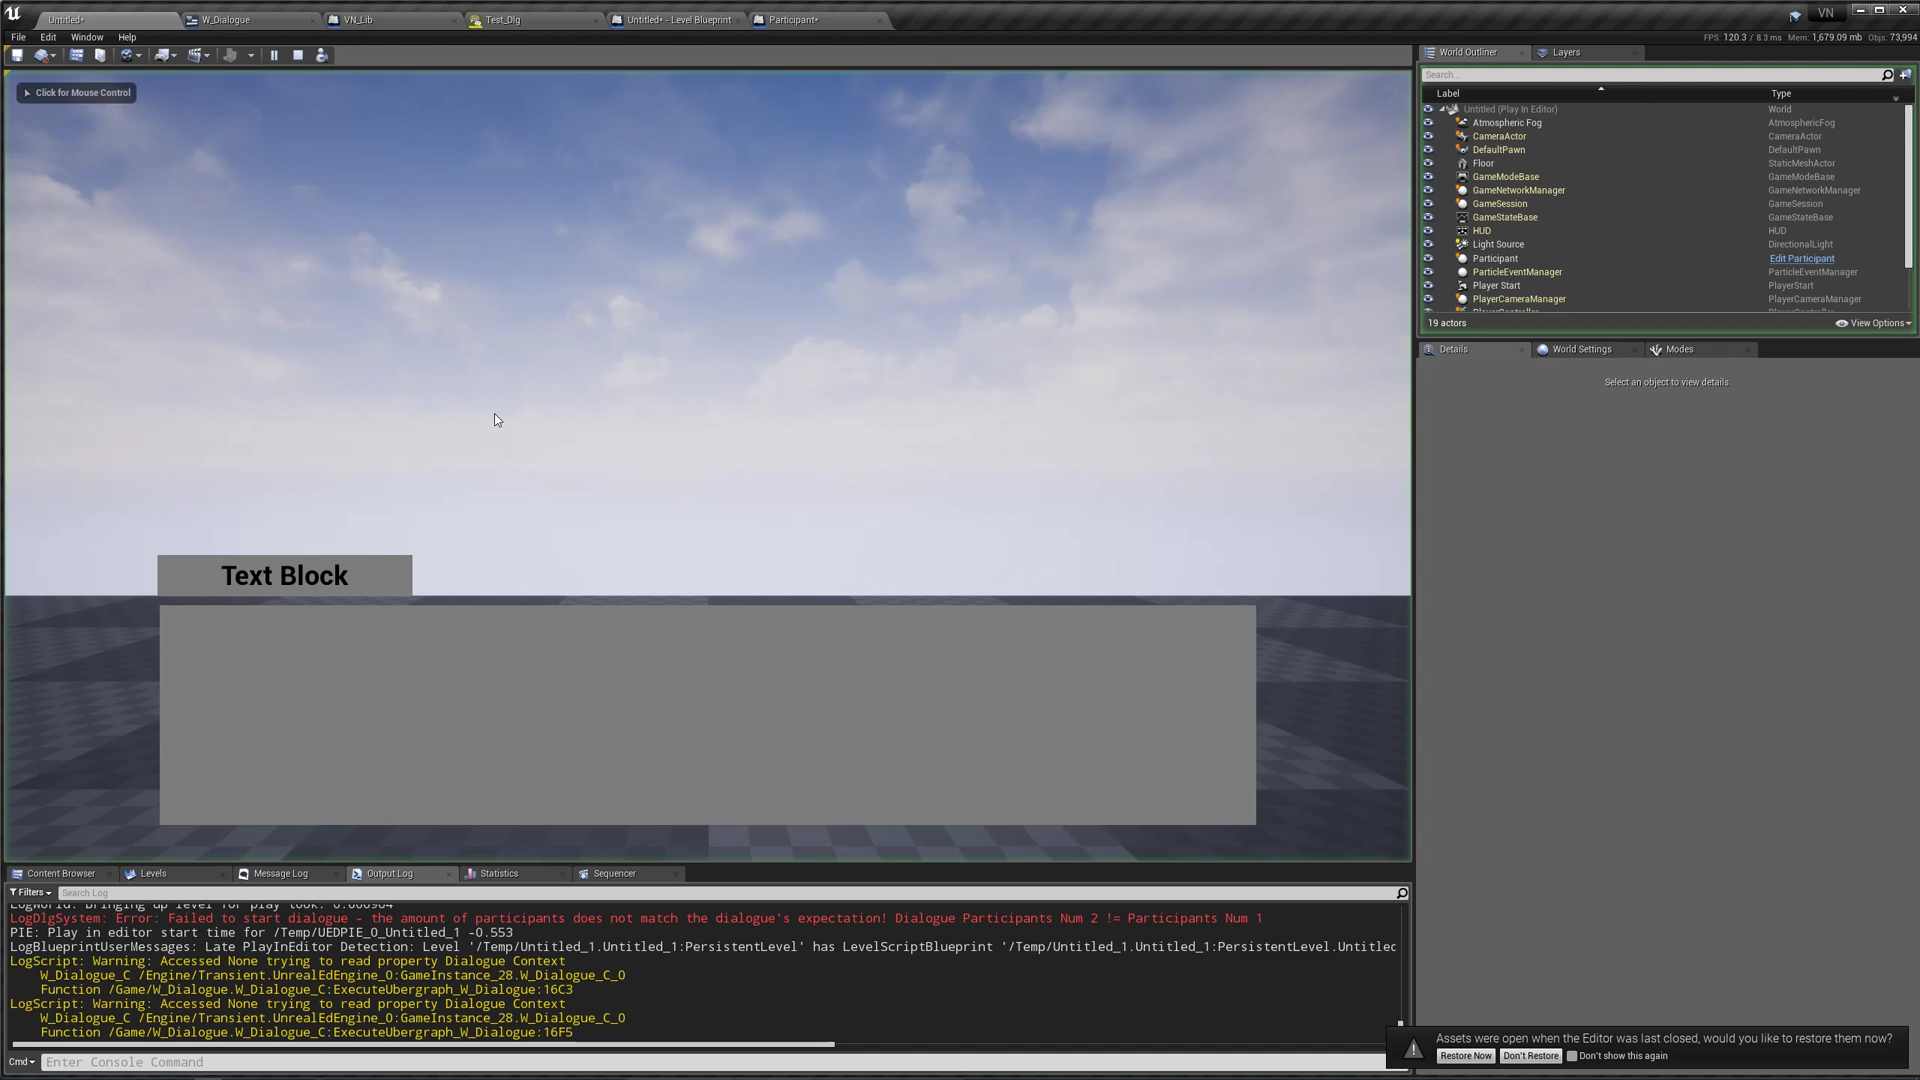 Untitled*
W_Dialogue
VN_Lib
Test_Dlg
Untitled* - Level Blueprint
Participant*
VN
File Edit Window Help
FPS: 120.3 / 8.3 ms Mem: 1,679.09 mb Objs: 73,994
Click for Mouse Control
World Outliner
Layers
Search...
Label Type
Untitled (Play In Editor) World
Atmospheric Fog AtmosphericFog
CameraActor CameraActor
DefaultPawn DefaultPawn
Floor StaticMeshActor
GameModeBase GameModeBase
GameNetworkManager GameNetworkManager
GameSession GameSession
GameStateBase GameStateBase
HUD HUD
Light Source DirectionalLight
Participant Edit Participant
ParticleEventManager ParticleEventManager
Player Start PlayerStart
PlayerCameraManager PlayerCameraManager
19 actors
View Options
Details
World Settings
Modes
Select an object to view details.
Text Block
Content Browser
Levels
Message Log
Output Log
Statistics
Sequencer
Filters
Search Log
LogWorld: Bringing up level for play took: 0.000964
LogDlgSystem: Error: Failed to start dialogue - the amount of participants does not match the dialogue's expectation! Dialogue Participants Num 2 != Participants Num 1
PIE: Play in editor start time for /Temp/UEDPIE_0_Untitled_1 -0.553
LogBlueprintUserMessages: Late PlayInEditor Detection: Level '/Temp/Untitled_1.Untitled_1:PersistentLevel' has LevelScriptBlueprint '/Temp/Untitled_1.Untitled_1:PersistentLevel.Untitlec
LogScript: Warning: Accessed None trying to read property Dialogue Context
W_Dialogue_C /Engine/Transient.UnrealEdEngine_0:GameInstance_28.W_Dialogue_C_0
Function /Game/W_Dialogue.W_Dialogue_C:ExecuteUbergraph_W_Dialogue:16C3
LogScript: Warning: Accessed None trying to read property Dialogue Context
W_Dialogue_C /Engine/Transient.UnrealEdEngine_0:GameInstance_28.W_Dialogue_C_0
Function /Game/W_Dialogue.W_Dialogue_C:ExecuteUbergraph_W_Dialogue:16F5
Cmd
Enter Console Command
Assets were open when the Editor was last closed, would you like to restore them now?
Restore Now
Don't Restore
Don't show this again